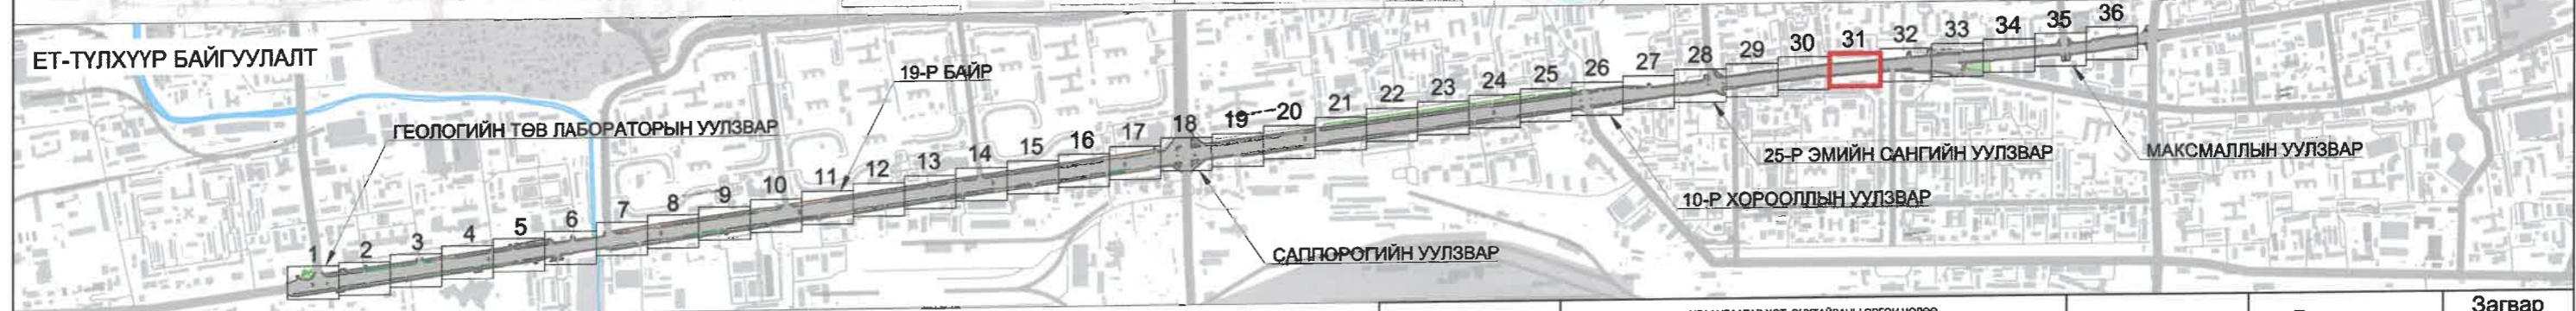 ЕТ-ТҮЛХҮҮР БАЙГУУЛАЛТ
19-Р БАЙР
ГЕОЛОГИЙН ТӨВ ЛАБОРАТОРЫН УУЛЗВАР
1 2 3 4 5 6 7 8 9 10 11 12 13 14 15 16 17 18 19 20 21 22 23 24 25 26 27 28 29 30 31 32 33 34 35 36
25-Р ЭМИЙН САНГИЙН УУЛЗВАР
МАКСМАЛЛЫН УУЛЗВАР
10-Р ХОРООЛЛЫН УУЛЗВАР
САППОРОГИЙН УУЛЗВАР
Загвар